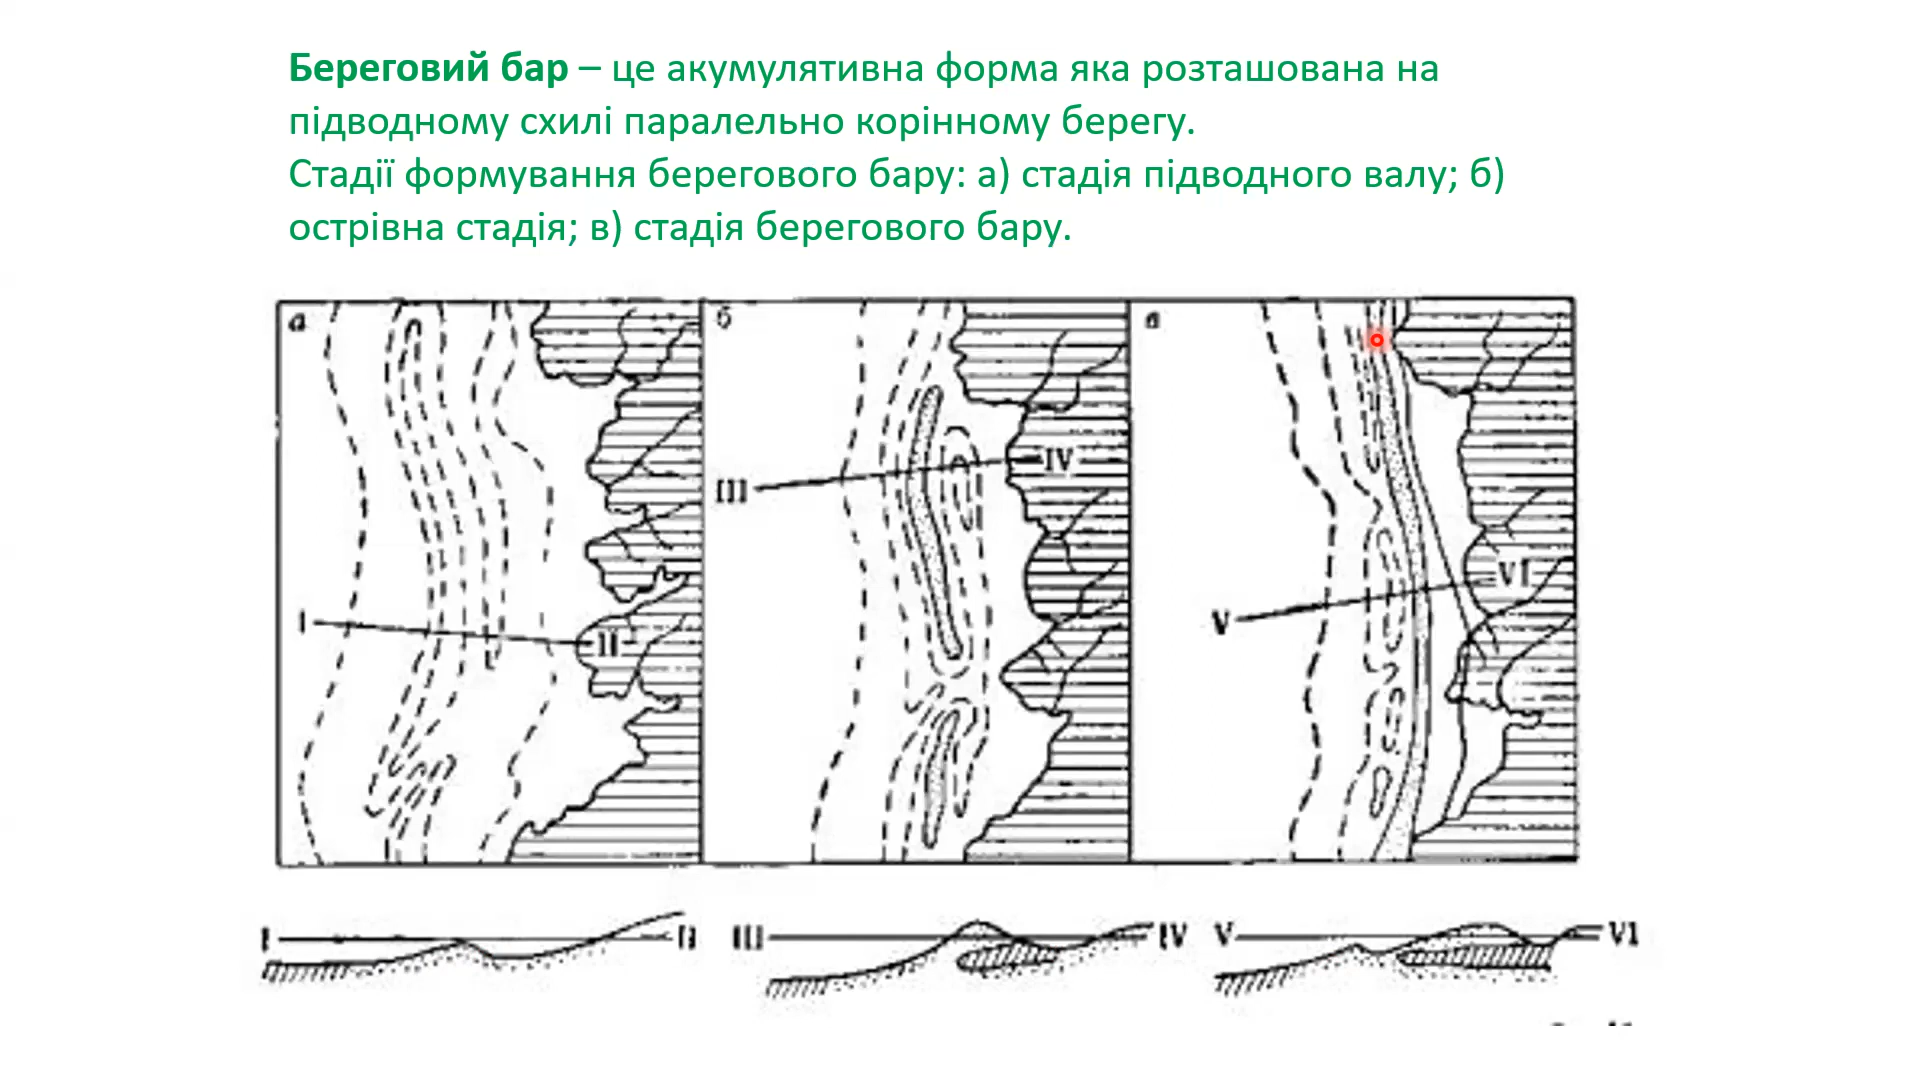 Береговий бар – це акумулятивна форма яка розташована на
підводному схилі паралельно корінному берегу.
Стадії формування берегового бару: а) стадія підводного валу; б)
острівна стадія; в) стадія берегового бару.
а б в
III IV
VI
I II V
I II III IV V VI